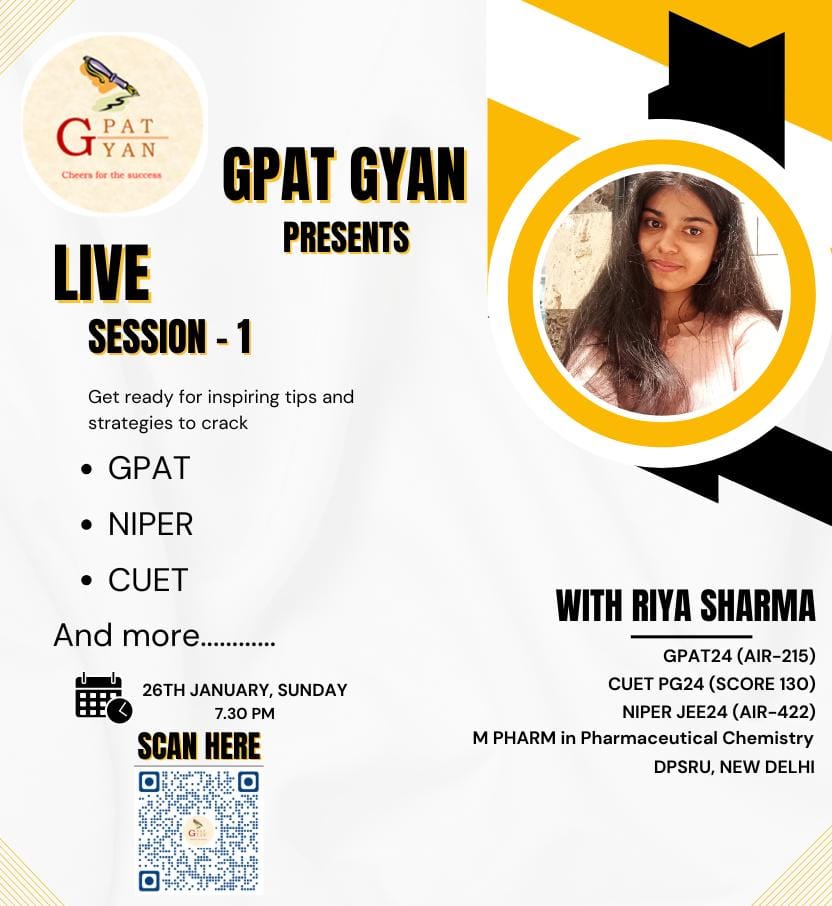 G PAT
GYAN
Cheers for the success
GPAT GYAN
PRESENTS
LIVE
SESSION - 1
Get ready for inspiring tips and
strategies to crack
• GPAT
• NIPER
• CUET
And more............
26TH JANUARY, SUNDAY
7.30 PM
SCAN HERE
WITH RIYA SHARMA
GPAT24 (AIR-215)
CUET PG24 (SCORE 130)
NIPER JEE24 (AIR-422)
M PHARM in Pharmaceutical Chemistry
DPSRU, NEW DELHI